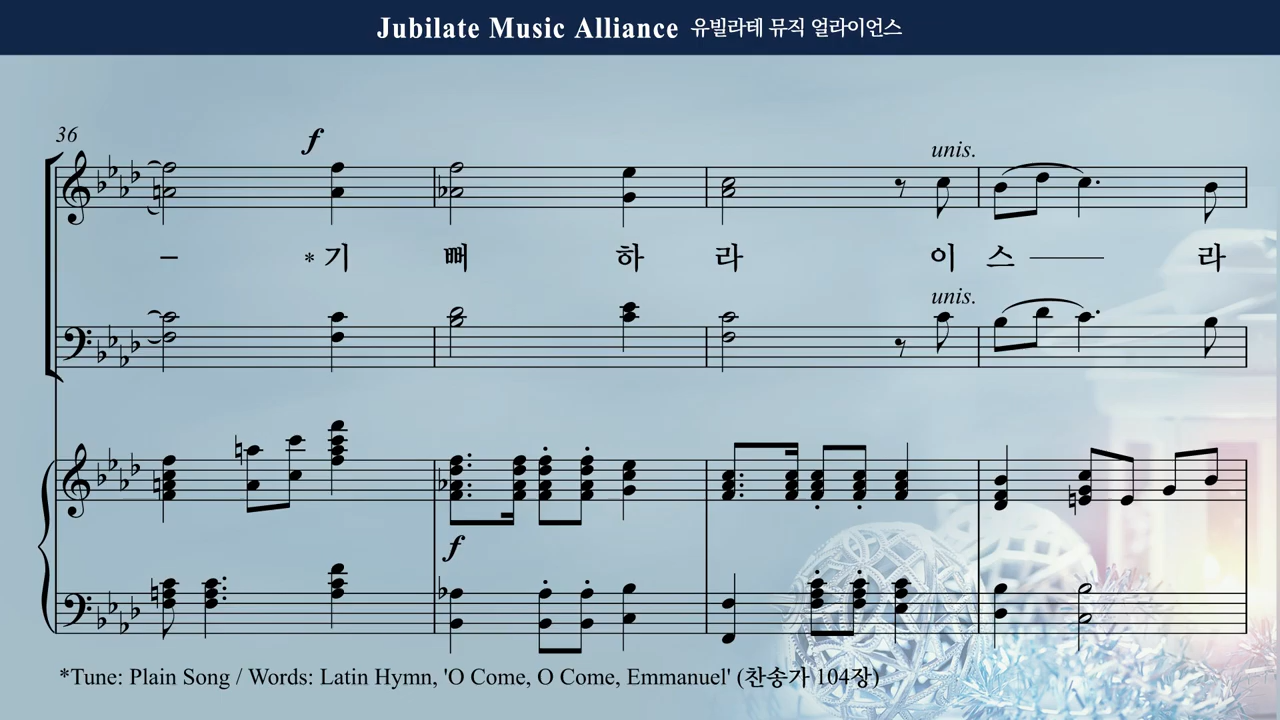 Jubilate Music Alliance 유빌라테 뮤직 얼라이언스
36
f
unis.
– *기 뻐 하 라 이 스 라
unis.
f
*Tune: Plain Song / Words: Latin Hymn, 'O Come, O Come, Emmanuel' (찬송가 104장)